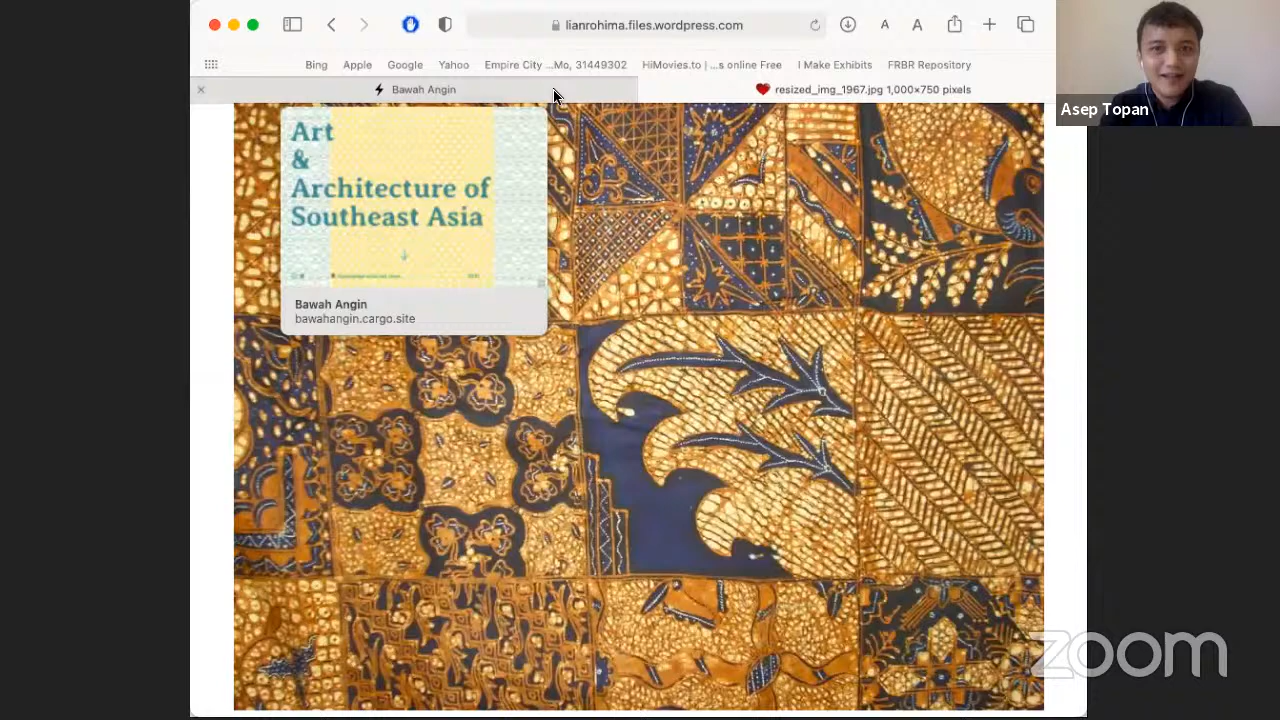 lianrohima.files.wordpress.com
A
A
Bing
Apple
Google
Yahoo
Empire City ...Mo, 31449302
HiMovies.to | ...s online Free
I Make Exhibits
FRBR Repository
Bawah Angin
resized_img_1967.jpg 1,000×750 pixels
Asep Topan
Art
&
Architecture of
Southeast Asia
Bawah Angin
bawahangin.cargo.site
zoom